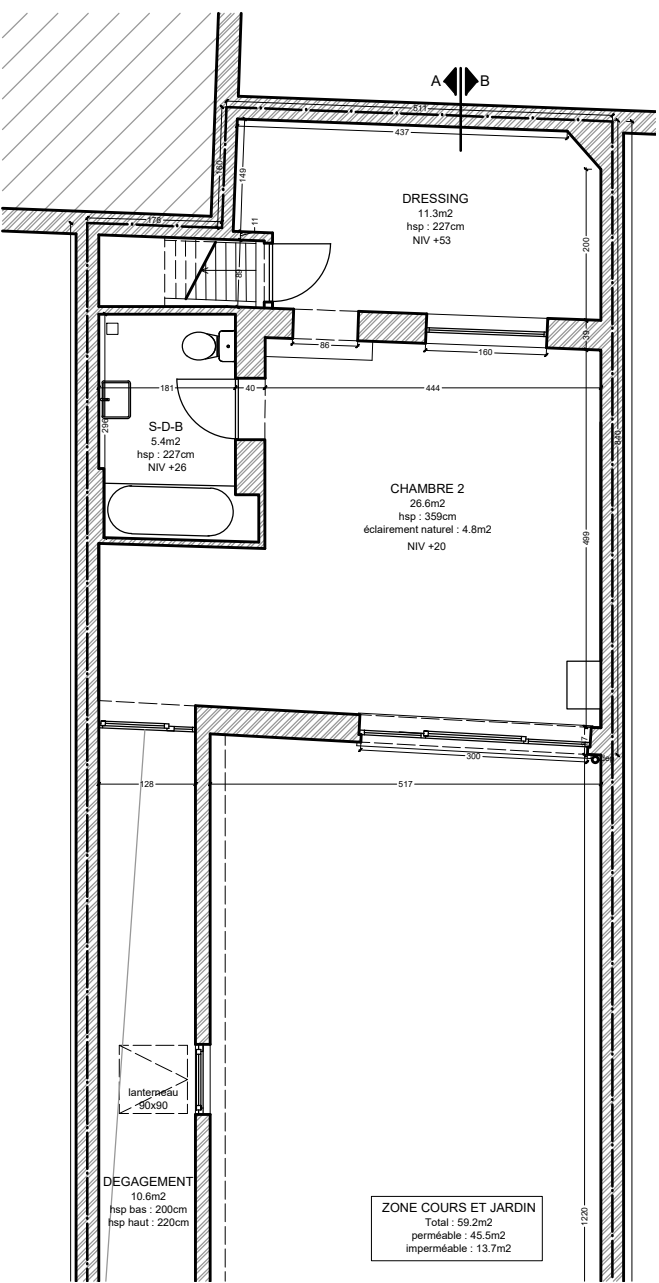 A B
511
437
160
149
DRESSING
11.3m2
hsp : 227cm
NIV +53
178
11
89
200
86
160
39
181
40
444
296
S-D-B
5.4m2
hsp : 227cm
NIV +26
840
CHAMBRE 2
26.6m2
hsp : 359cm
éclairement naturel : 4.8m2
NIV +20
499
300
128
517
lanterneau
90x90
DEGAGEMENT
10.6m2
hsp bas : 200cm
hsp haut : 220cm
ZONE COURS ET JARDIN
Total : 59.2m2
perméable : 45.5m2
imperméable : 13.7m2
1220